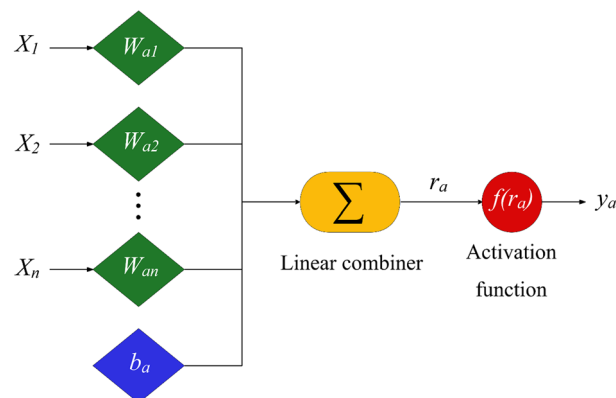 X1
Wa1
X2
Wa2
⋮
Xn
Wan
ba
∑
Linear combiner
ra
f(ra)
Activation
function
ya